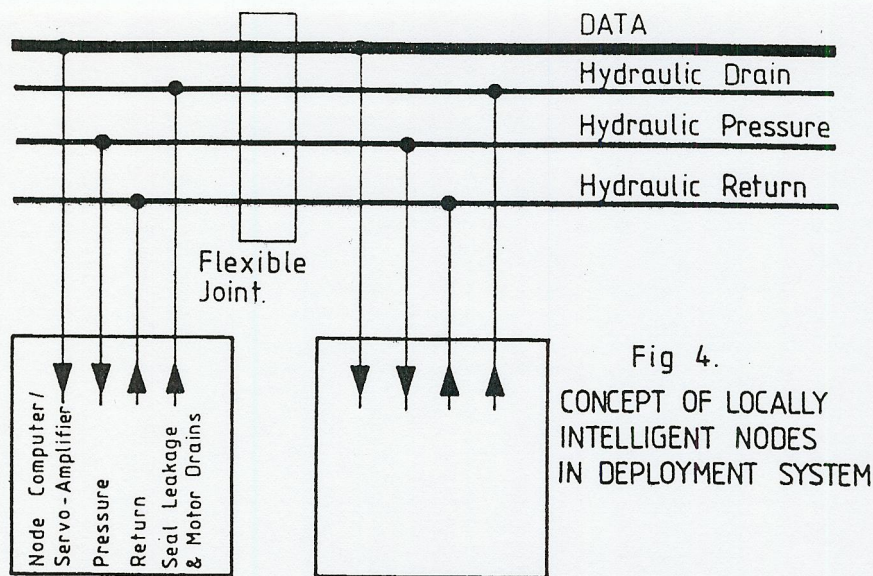 DATA
Hydraulic Drain
Hydraulic Pressure
Hydraulic Return
Flexible
Joint.
Node Computer/
Servo-Amplifier
Pressure
Return
Seal Leakage
& Motor Drains
Fig 4.
CONCEPT OF LOCALLY
INTELLIGENT NODES
IN DEPLOYMENT SYSTEM